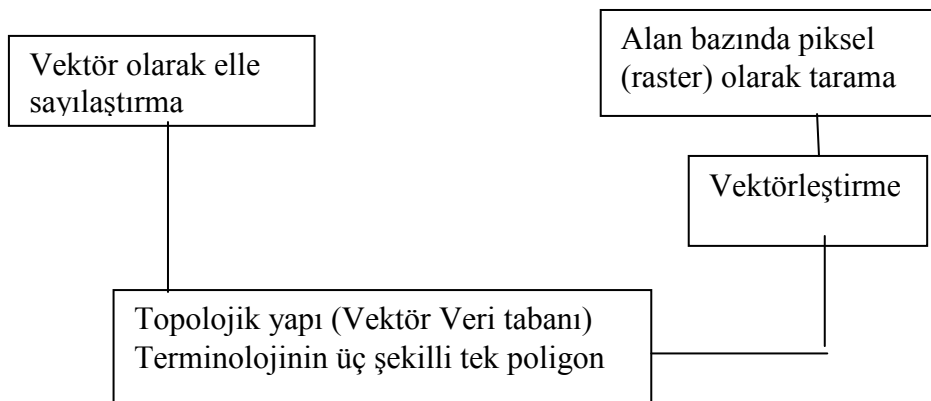 Vektör olarak elle
sayılaştırma
Alan bazında piksel
(raster) olarak tarama
Vektörleştirme
Topolojik yapı (Vektör Veri tabanı)
Terminolojinin üç şekilli tek poligon